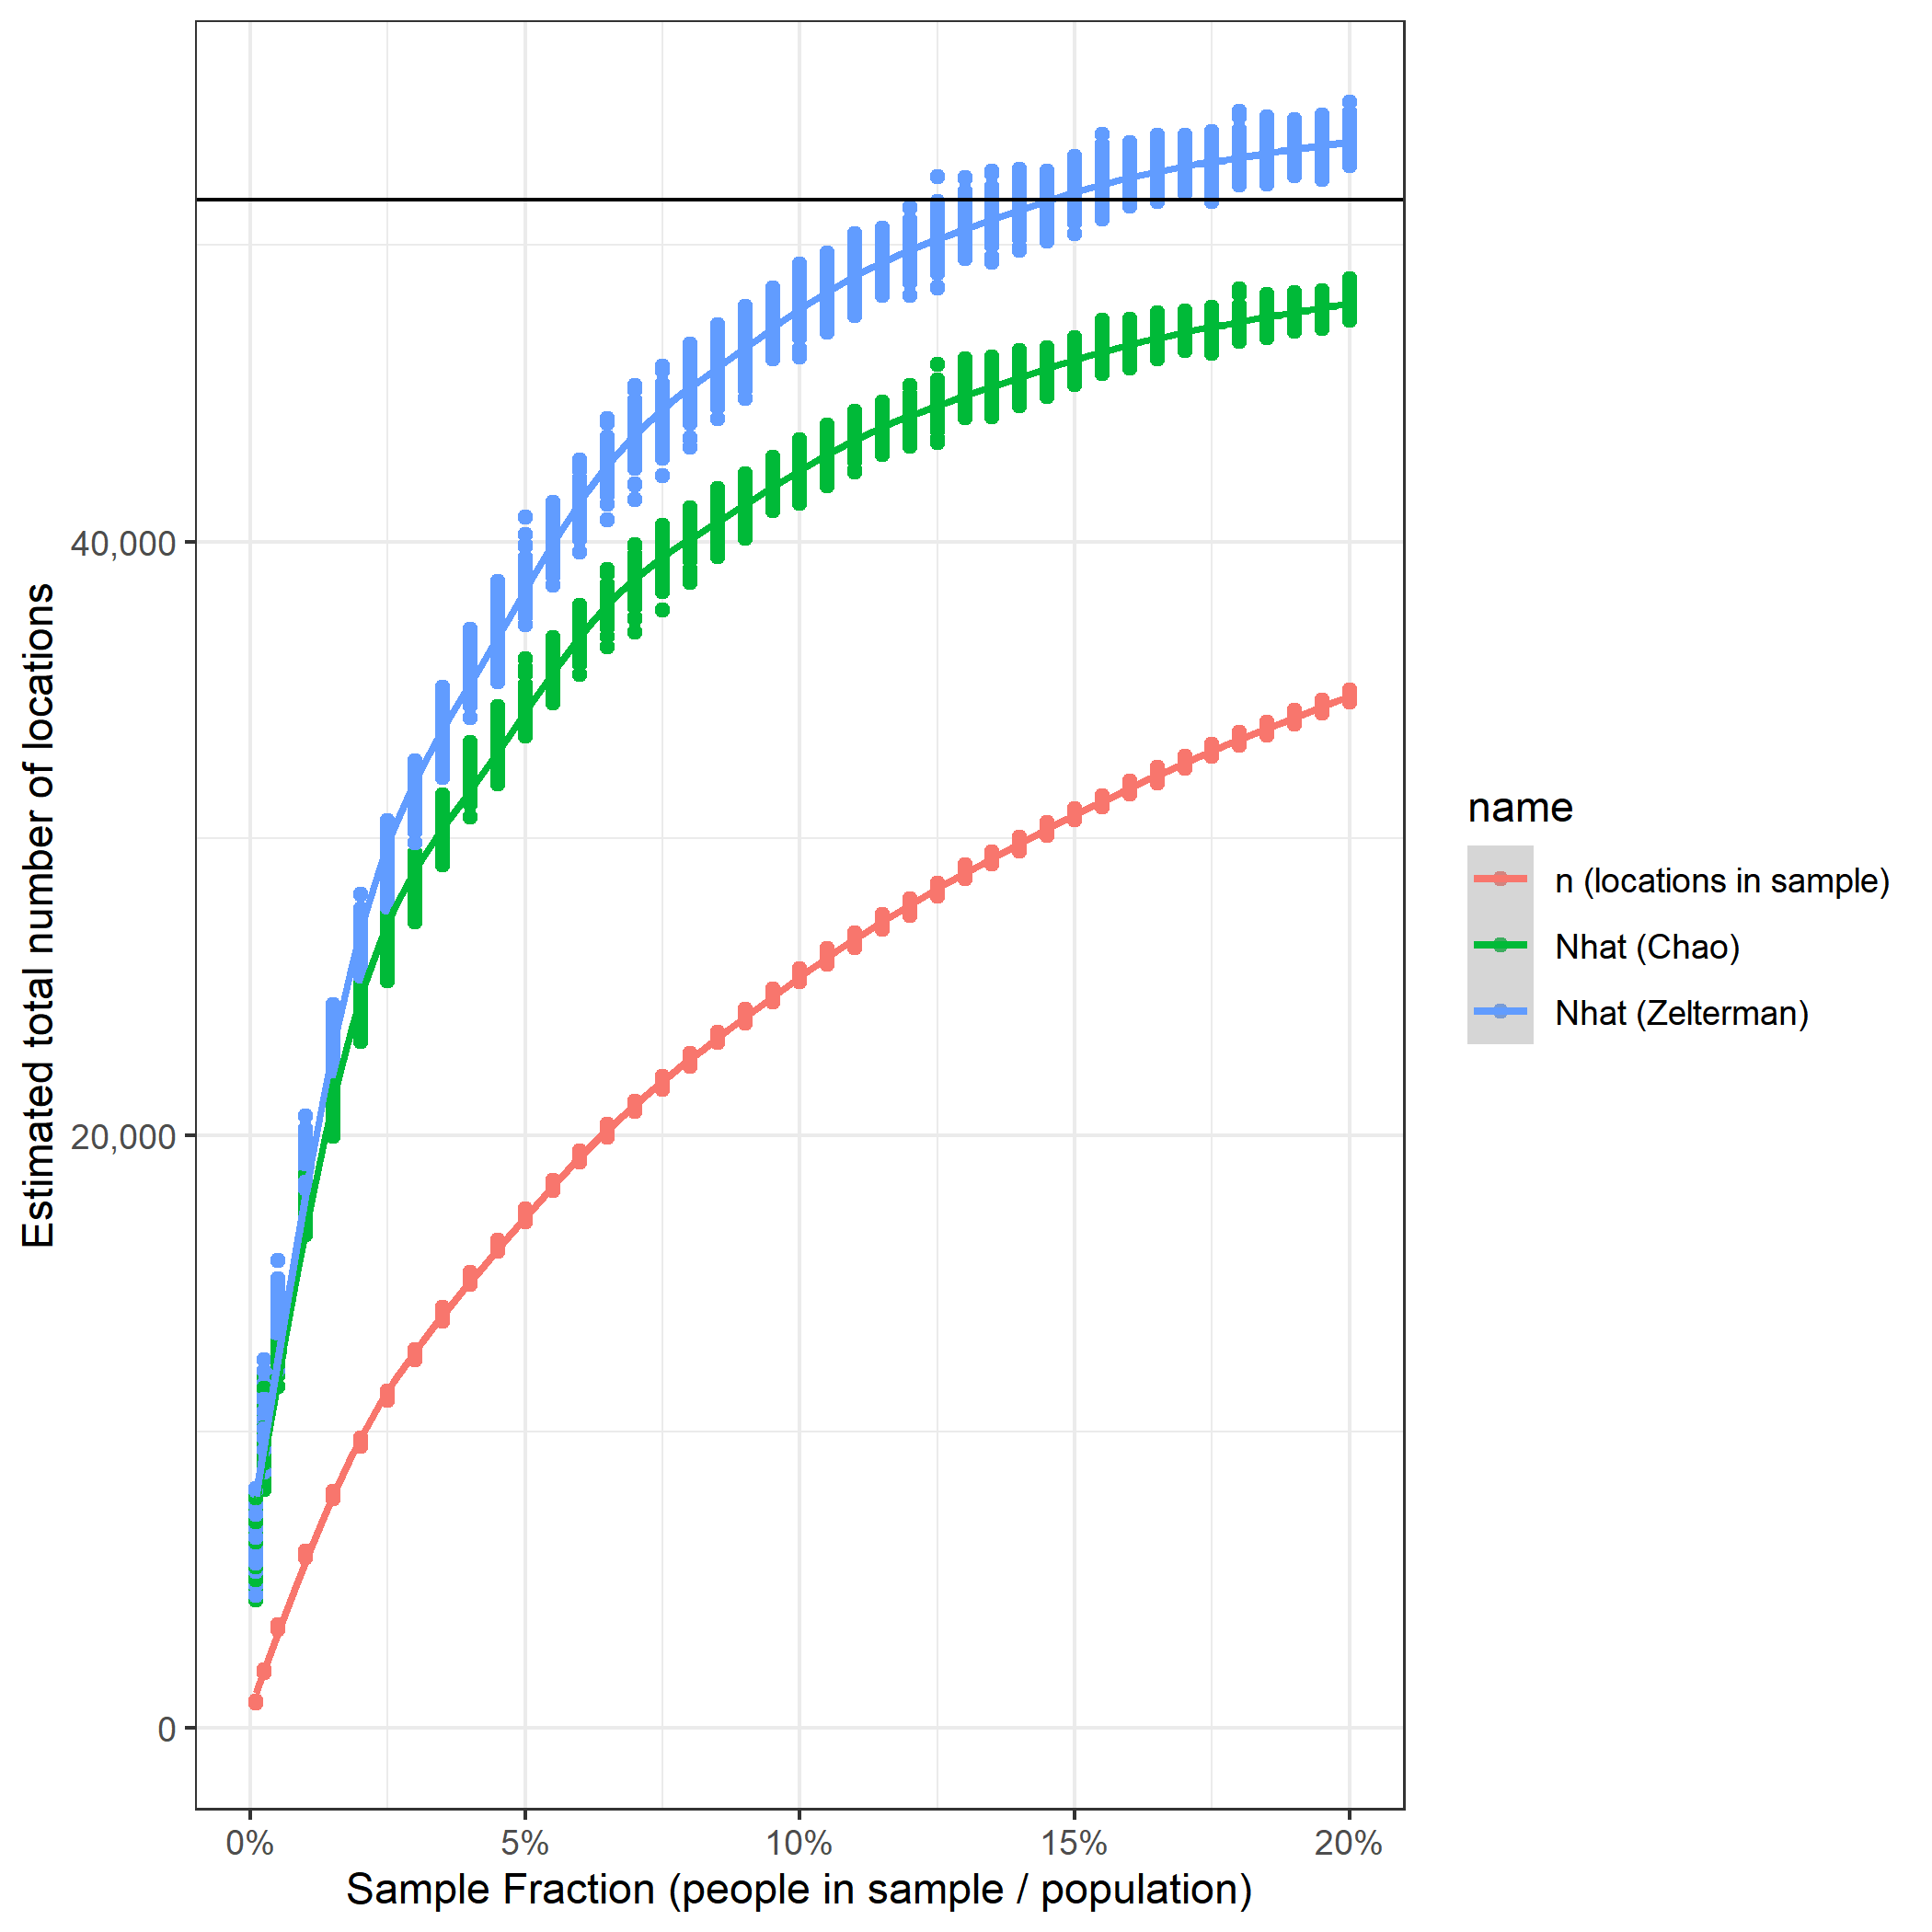 Estimated total number of locations
40,000
20,000
0
0%
5%
10%
15%
20%
Sample Fraction (people in sample / population)
name
n (locations in sample)
Nhat (Chao)
Nhat (Zelterman)